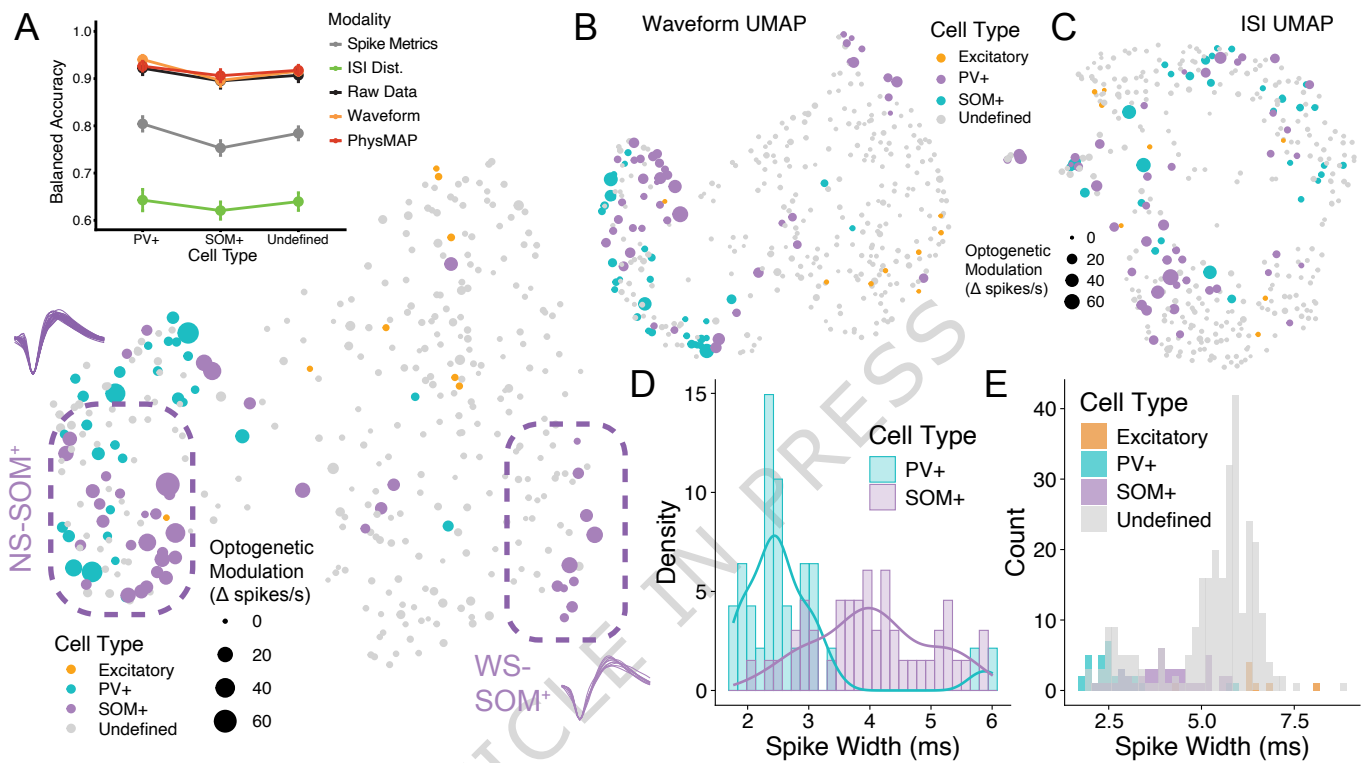 A
Modality
Spike Metrics
ISI Dist.
Raw Data
Waveform
PhysMAP
Balanced Accuracy
1.0
0.9
0.8
0.7
0.6
PV+
SOM+
Undefined
Cell Type
NS-SOM+
WS-
SOM+
Optogenetic
Modulation
(Δ spikes/s)
0
20
40
60
Cell Type
Excitatory
PV+
SOM+
Undefined
B
Waveform UMAP
Cell Type
Excitatory
PV+
SOM+
Undefined
C
ISI UMAP
Optogenetic
Modulation
(Δ spikes/s)
0
20
40
60
D
Density
15
10
5
0
2
3
4
5
6
Spike Width (ms)
Cell Type
PV+
SOM+
E
Count
40
30
20
10
0
2.5
5.0
7.5
Spike Width (ms)
Cell Type
Excitatory
PV+
SOM+
Undefined
ICLE IN PRESS